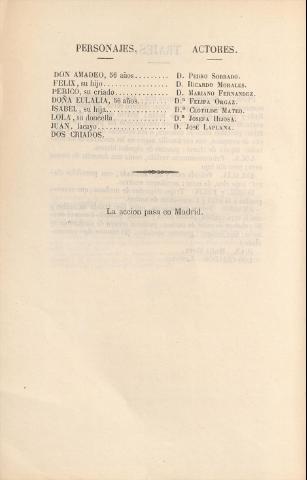 PERSONAJES. ACTORES.
DON AMADEO, 56 años......... D. Pedro Sobrado.
FELIX, su hijo............... D. Ricardo Morales.
PERICO, su criado............ D. Mariano Fernandez.
DOÑA EULALIA, 56 años. D.ª Felipa Orgaz.
ISABEL, su hija.............. D.ª Clotilde Mateo.
LOLA, su doncella............ D.ª Josefa Hijosa.
JUAN, lacayo................. D. José Laplana.
DOS CRIADOS.
La accion pasa en Madrid.